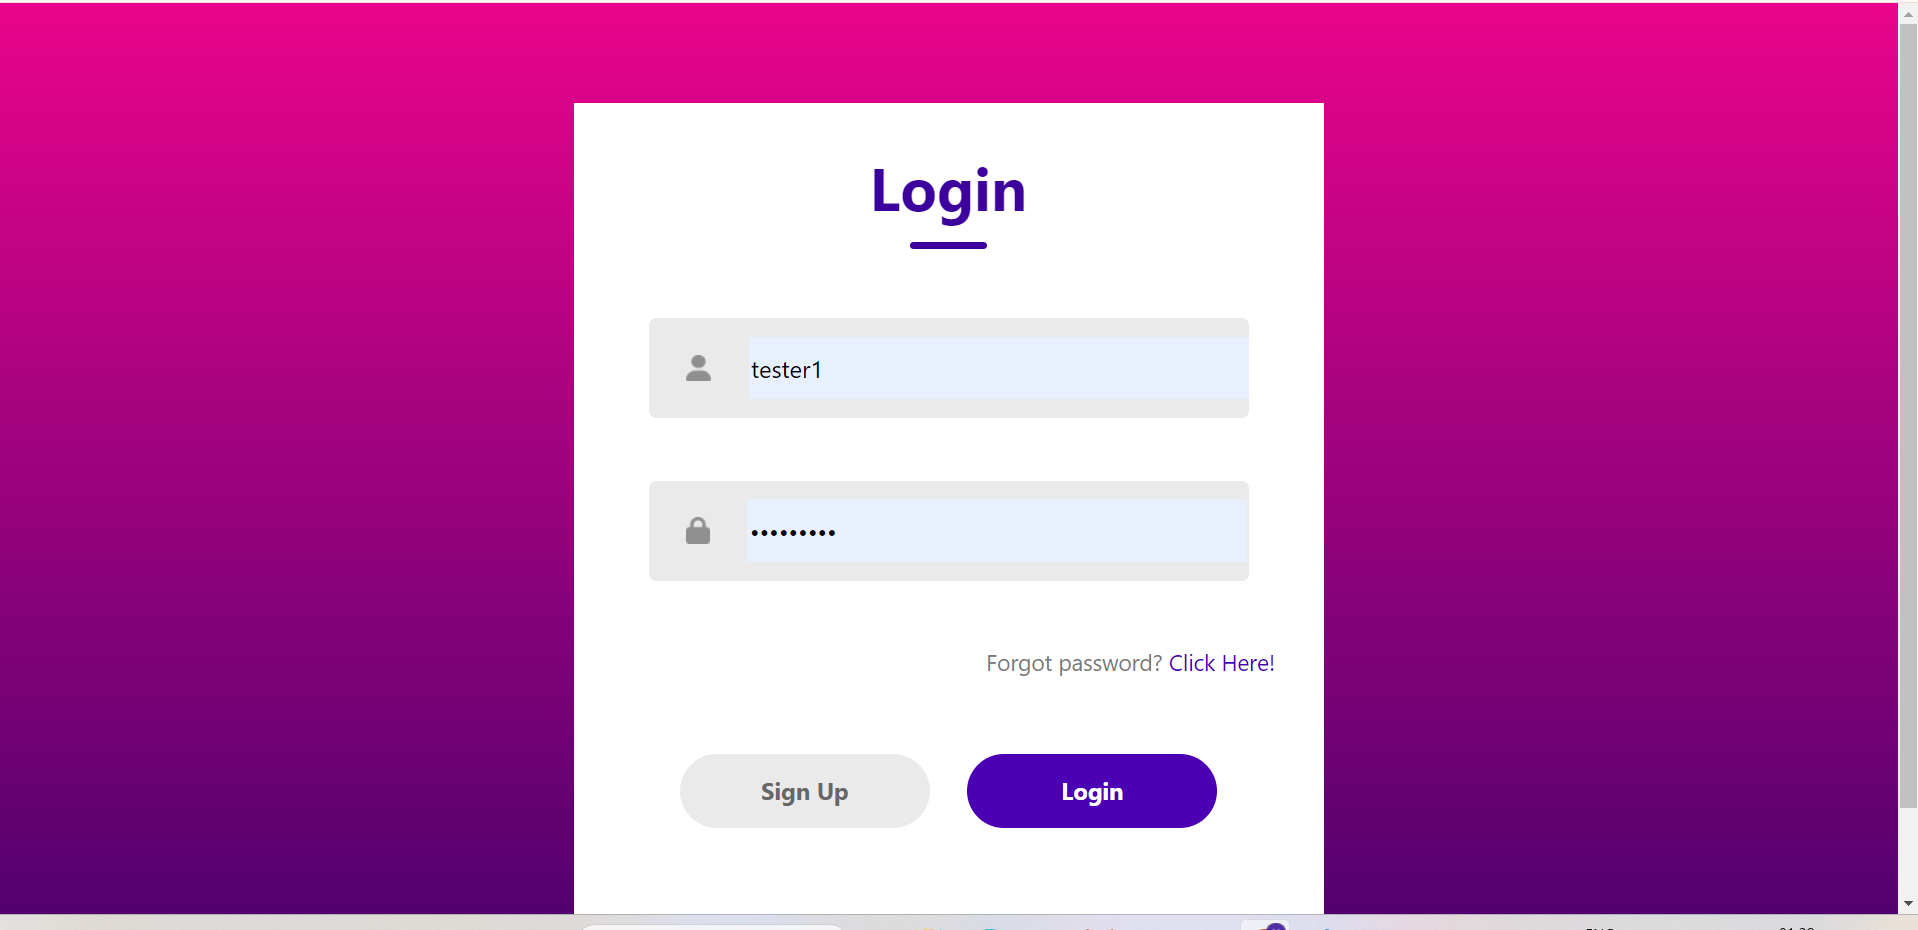 Login
tester1
•••••••••
Forgot password? Click Here!
Sign Up
Login